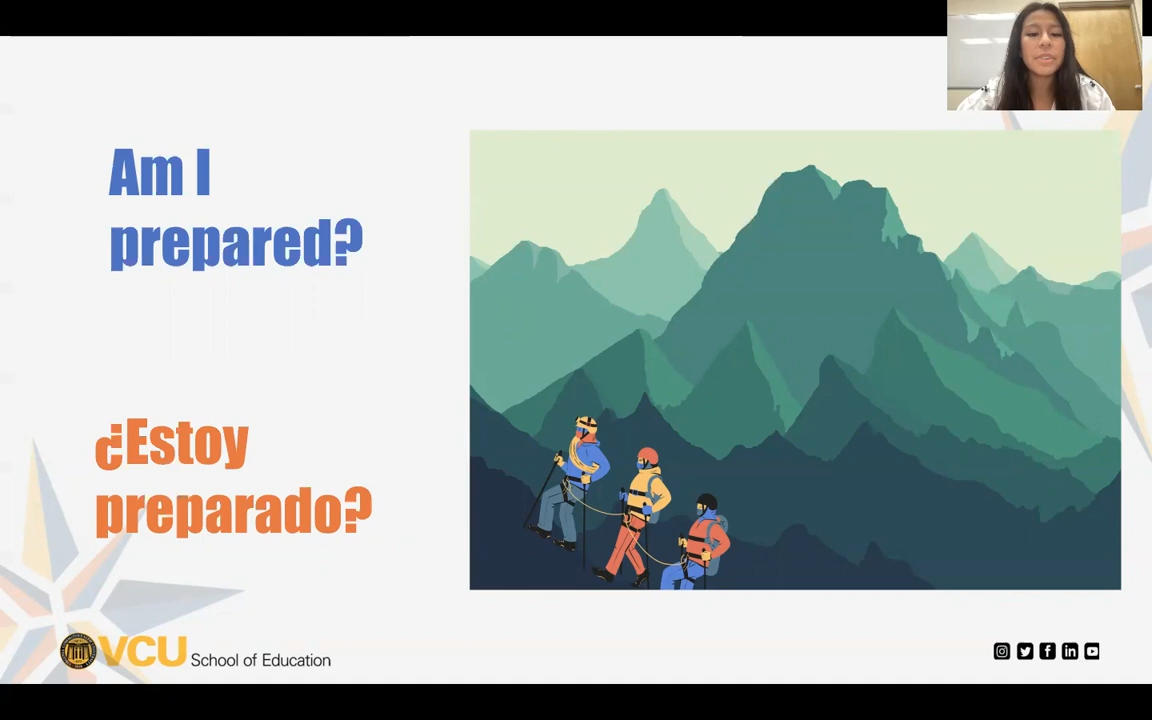 Am I
prepared?
¿Estoy
preparado?
VCU School of Education